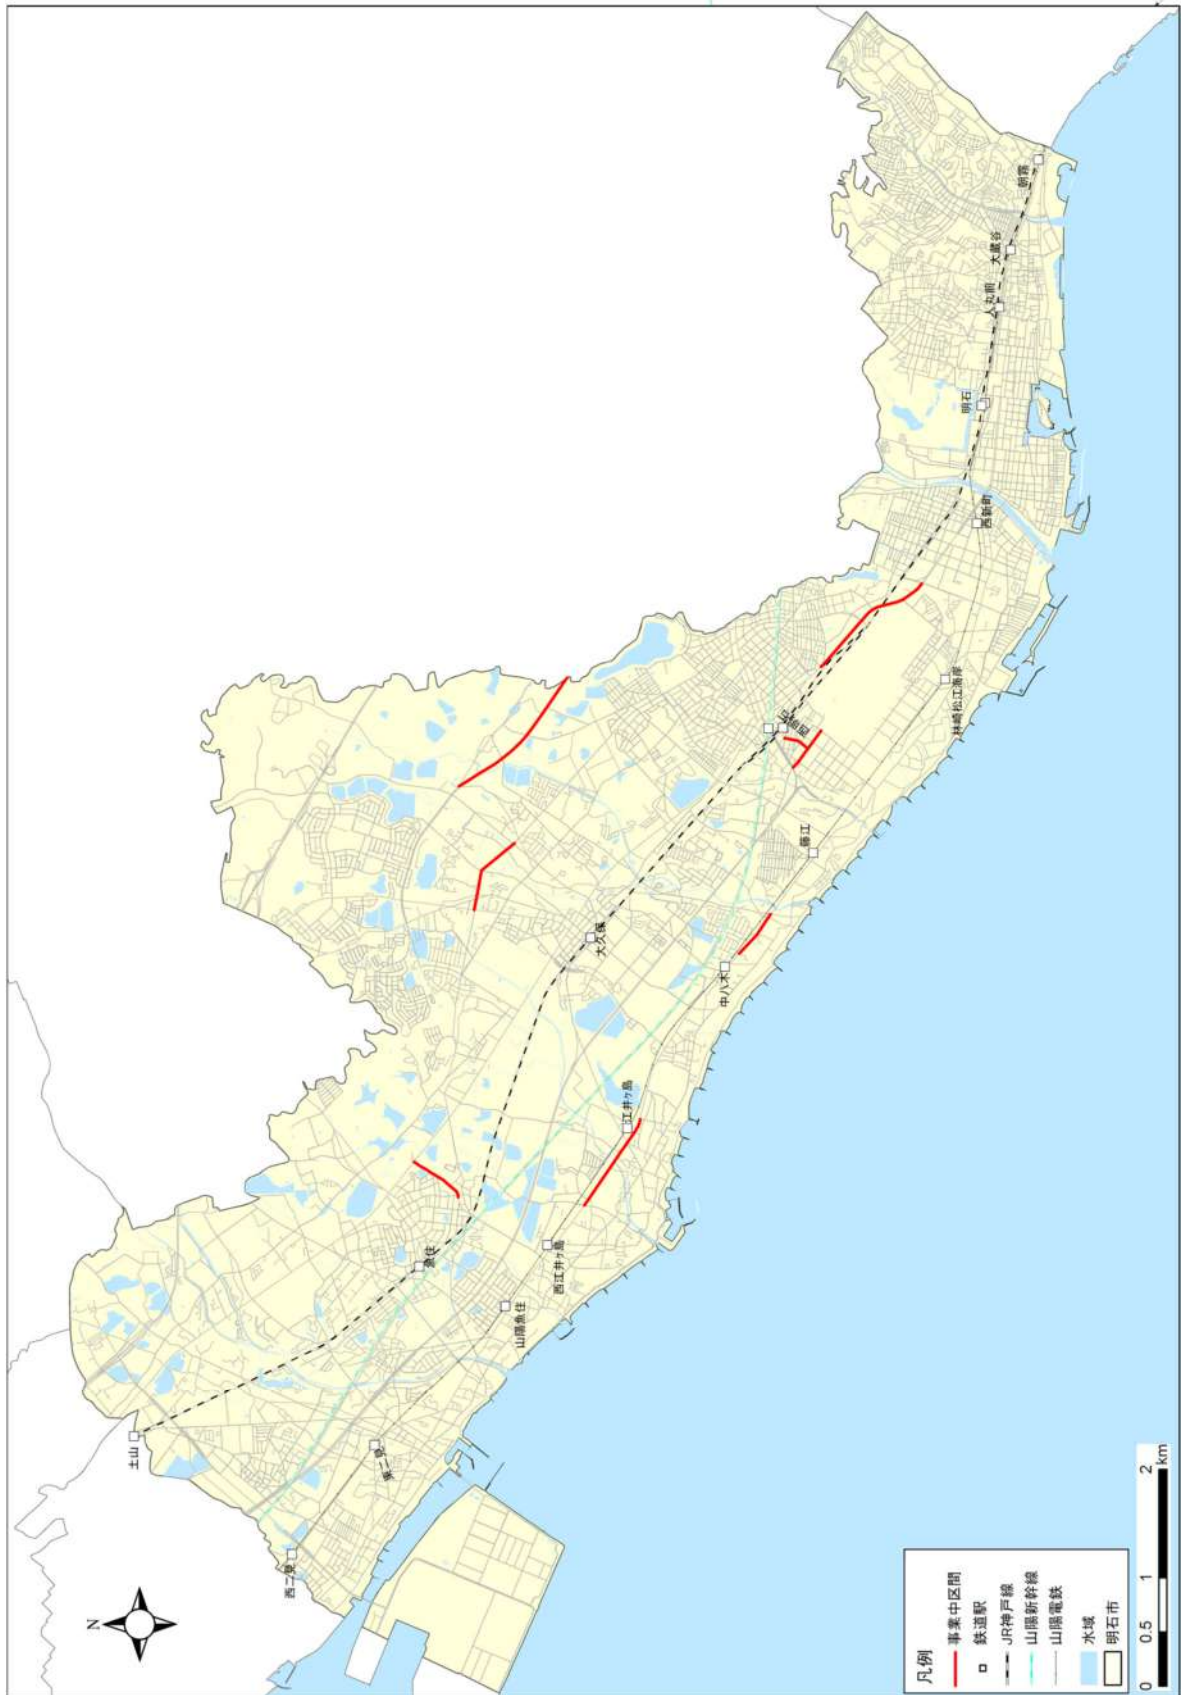 N
土山
西二見
東二見
魚住
山陽魚住
西江井ヶ島
江井ヶ島
大久保
中八木
藤江
西明石
林崎松江海岸
西新町
明石
人丸前
大蔵谷
朝霧
凡例
事業中区間
鉄道駅
JR神戸線
山陽新幹線
山陽電鉄
水域
明石市
0 0.5 1 2
km